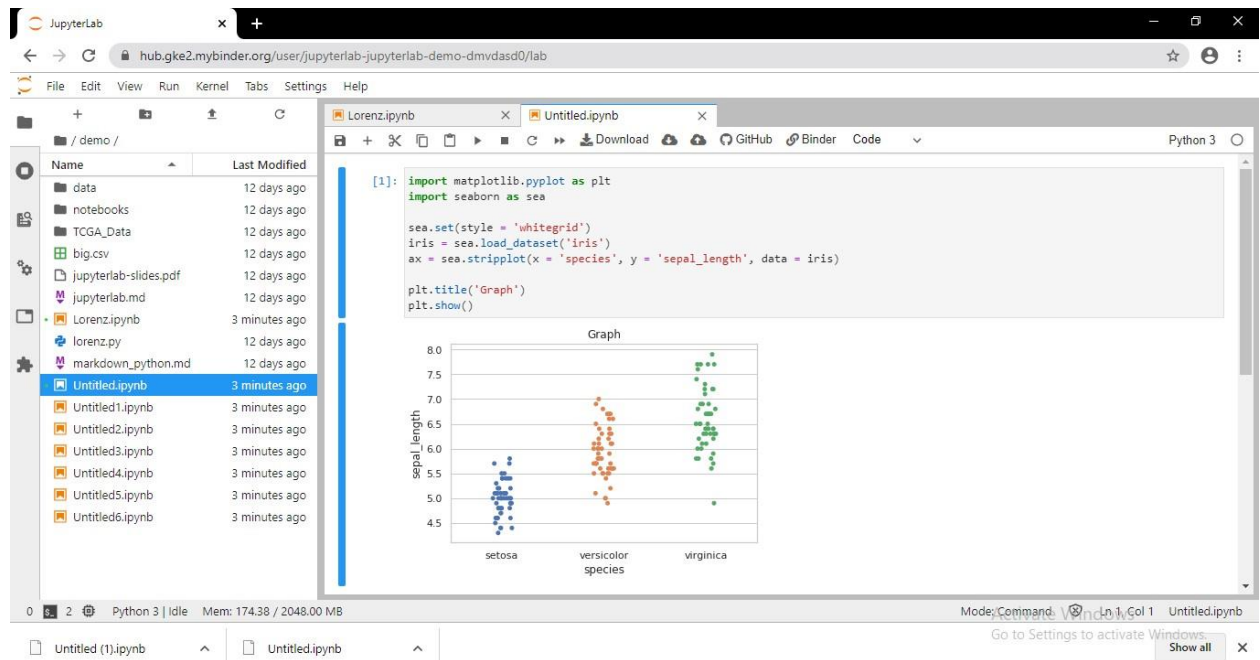 JupyterLab
hub.gke2.mybinder.org/user/jupyterlab-jupyterlab-demo-dmvdasd0/lab
File Edit View Run Kernel Tabs Settings Help
Lorenz.ipynb
Untitled.ipynb
/ demo /
Download GitHub Binder Code Python 3
Name Last Modified
data 12 days ago
notebooks 12 days ago
TCGA_Data 12 days ago
big.csv 12 days ago
jupyterlab-slides.pdf 12 days ago
jupyterlab.md 12 days ago
Lorenz.ipynb 3 minutes ago
lorenz.py 12 days ago
markdown_python.md 12 days ago
Untitled.ipynb 3 minutes ago
Untitled1.ipynb 3 minutes ago
Untitled2.ipynb 3 minutes ago
Untitled3.ipynb 3 minutes ago
Untitled4.ipynb 3 minutes ago
Untitled5.ipynb 3 minutes ago
Untitled6.ipynb 3 minutes ago
[1]: import matplotlib.pyplot as plt
import seaborn as sea
sea.set(style = 'whitegrid')
iris = sea.load_dataset('iris')
ax = sea.stripplot(x = 'species', y = 'sepal_length', data = iris)
plt.title('Graph')
plt.show()
Graph
8.0
7.5
7.0
6.5
6.0
5.5
5.0
4.5
sepal_length
setosa versicolor virginica
species
0 $_ 2 Python 3 | Idle Mem: 174.38 / 2048.00 MB
Mode: Command Ln 1, Col 1 Untitled.ipynb
Activate Windows
Go to Settings to activate Windows.
Untitled (1).ipynb Untitled.ipynb Show all